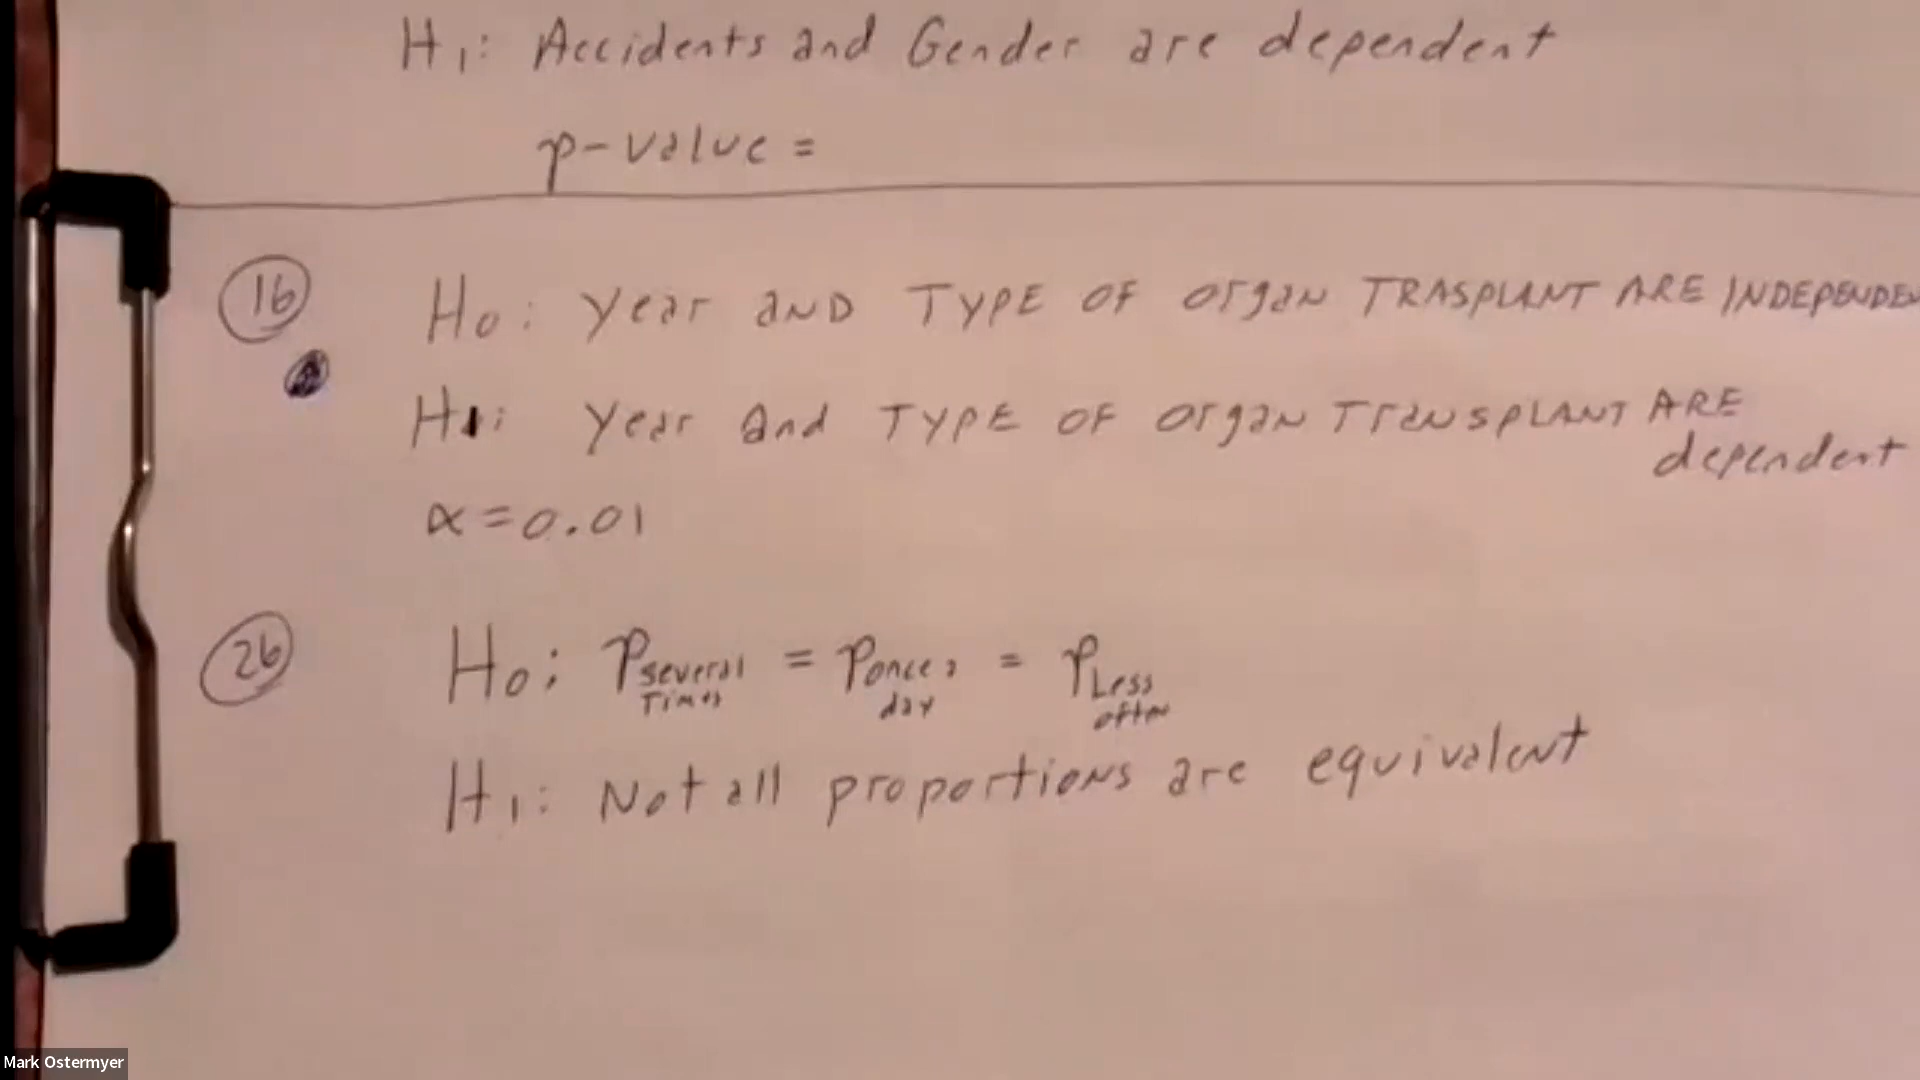 H1: Accidents and Gender are dependent
p-value =
16 Ho: Year and TYPE OF Organ TRASPLANT ARE INDEPENDEN
H1: Year and TYPE OF Organ TransPLANT ARE
dependent
α = 0.01
26 Ho: Pseveral = Ponce a = PLess
Times day often
H1: Not all proportions are equivalent
Mark Ostermyer